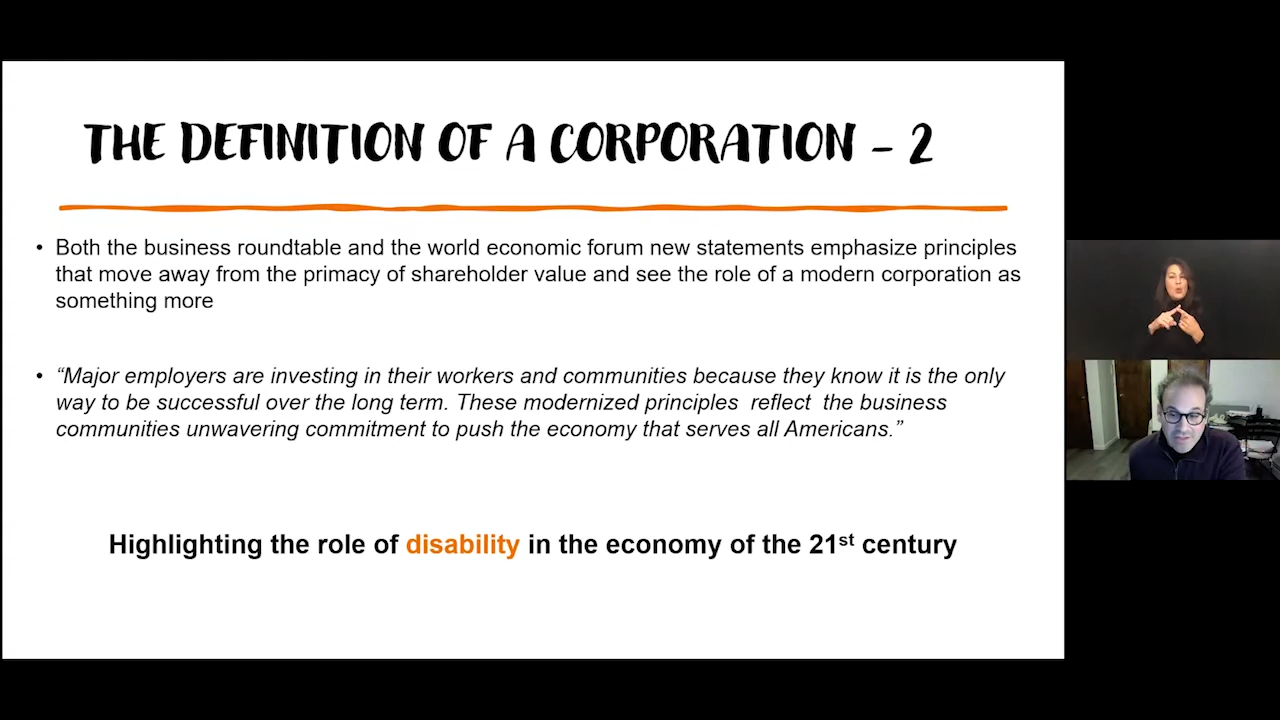 THE DEFINITION OF A CORPORATION - 2
• Both the business roundtable and the world economic forum new statements emphasize principles
that move away from the primacy of shareholder value and see the role of a modern corporation as
something more
• “Major employers are investing in their workers and communities because they know it is the only
way to be successful over the long term. These modernized principles  reflect  the business
communities unwavering commitment to push the economy that serves all Americans.”
Highlighting the role of disability in the economy of the 21st century